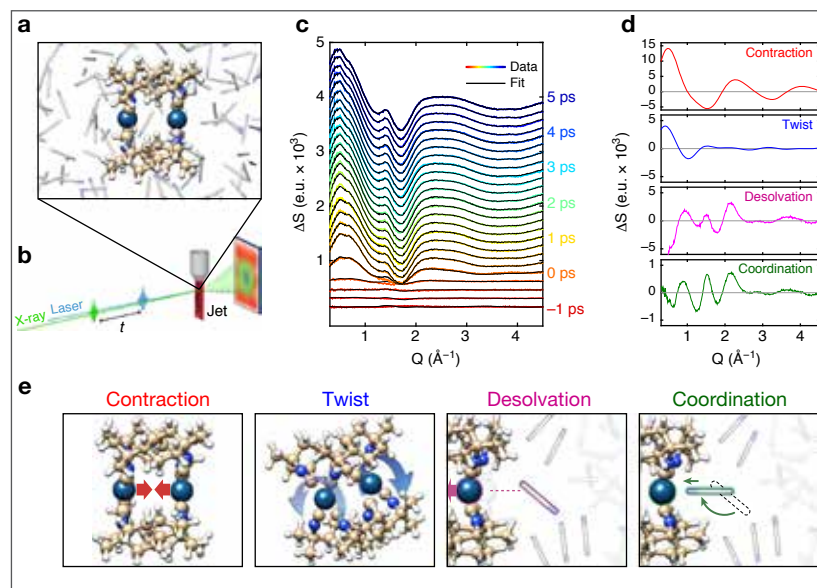 a
b
X-ray
Laser
t
Jet
c
5
4
3
2
1
ΔS (e.u. × 10³)
Data
Fit
5 ps
4 ps
3 ps
2 ps
1 ps
0 ps
−1 ps
1 2 3 4
Q (Å⁻¹)
d
Contraction
15
10
5
0
−5
Twist
5
0
−5
Desolvation
5
0
−5
Coordination
1
0
−1
ΔS (e.u. × 10³)
1 2 3 4
Q (Å⁻¹)
e
Contraction Twist Desolvation Coordination